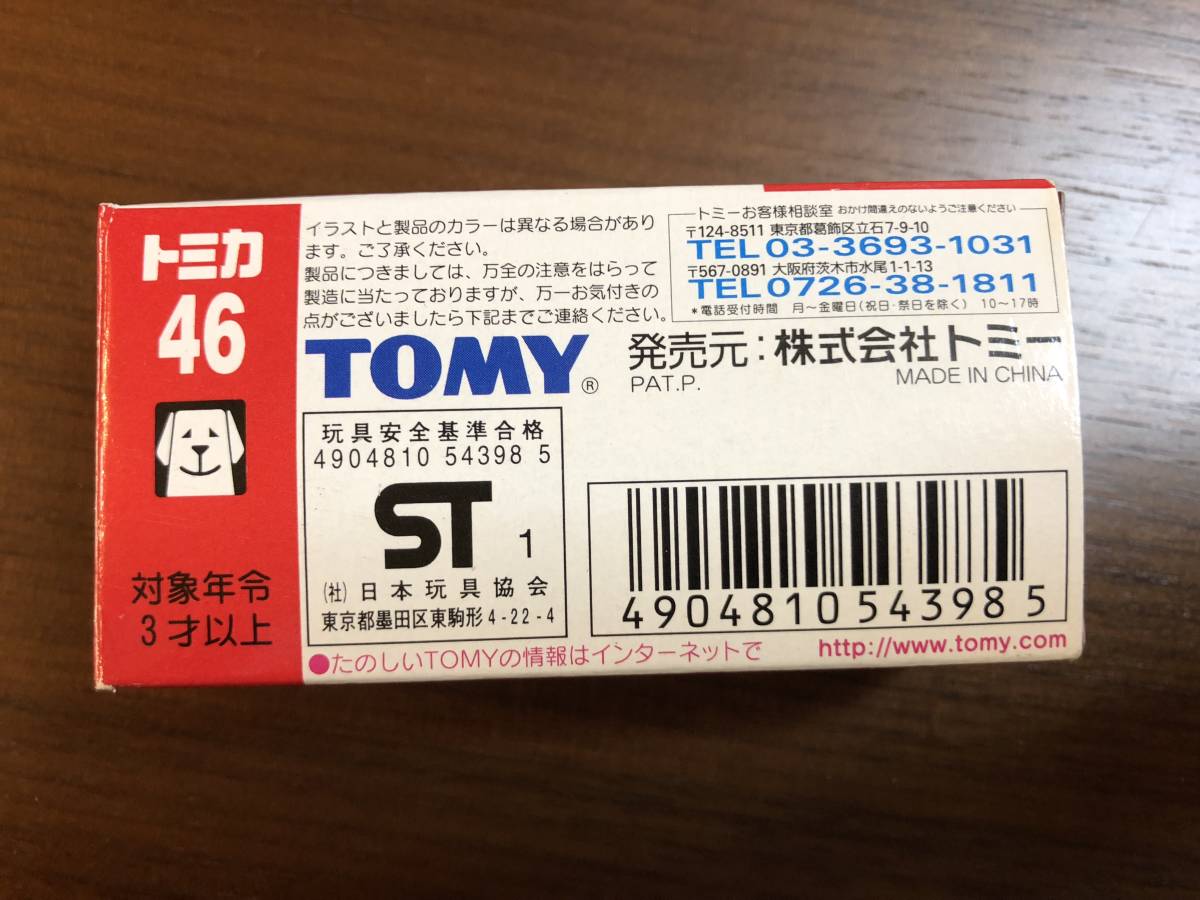 トミカ
46
対象年令
3才以上
イラストと製品のカラーは異なる場合があり
ます。ご了承ください。
製品につきましては、万全の注意をはらって
製造に当たっておりますが、万一お気付きの
点がございましたら下記までご連絡ください。
トミーお客様相談室 おかけ間違えのないようご注意ください
〒124-8511 東京都葛飾区立石7-9-10
TEL03-3693-1031
〒567-0891 大阪府茨木市水尾1-1-13
TEL0726-38-1811
*電話受付時間 月〜金曜日(祝日・祭日を除く) 10〜17時
TOMY®
発売元:株式会社トミー
PAT.P.
MADE IN CHINA
玩具安全基準合格
4904810 54398 5
ST 1
(社)日本玩具協会
東京都墨田区東駒形4-22-4
4904810543985
●たのしいTOMYの情報はインターネットで http://www.tomy.com